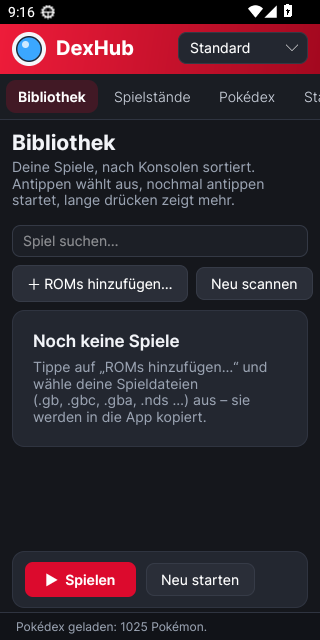 9:16
DexHub
Standard
Bibliothek
Spielstände
Pokédex
Bibliothek
Deine Spiele, nach Konsolen sortiert.
Antippen wählt aus, nochmal antippen
startet, lange drücken zeigt mehr.
Spiel suchen...
+ ROMs hinzufügen...
Neu scannen
Noch keine Spiele
Tippe auf „ROMs hinzufügen...“ und
wähle deine Spieldateien
(.gb, .gbc, .gba, .nds ...) aus – sie
werden in die App kopiert.
▶ Spielen
Neu starten
Pokédex geladen: 1025 Pokémon.